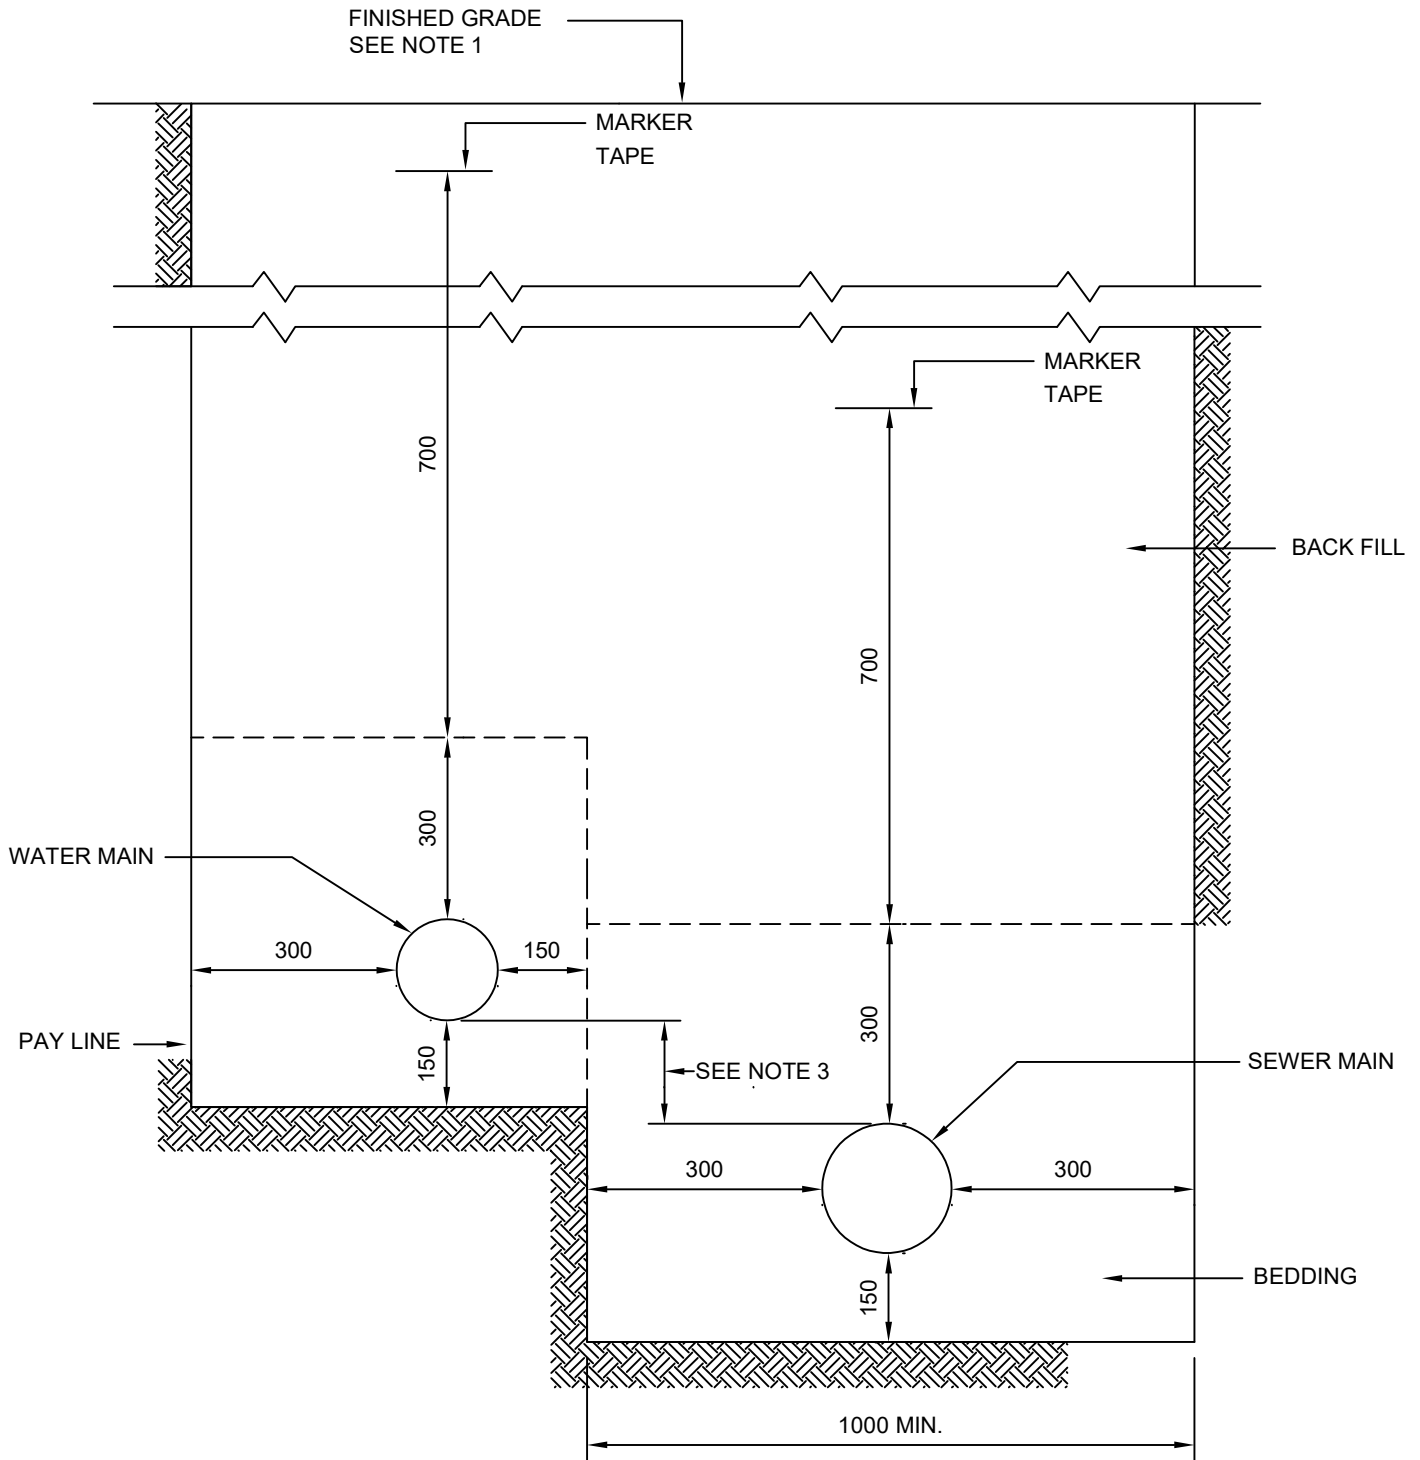 FINISHED GRADE
SEE NOTE 1
MARKER
TAPE
MARKER
TAPE
700
BACK FILL
700
300
WATER MAIN
300
150
300
PAY LINE
150
SEE NOTE 3
SEWER MAIN
300
300
BEDDING
150
1000 MIN.